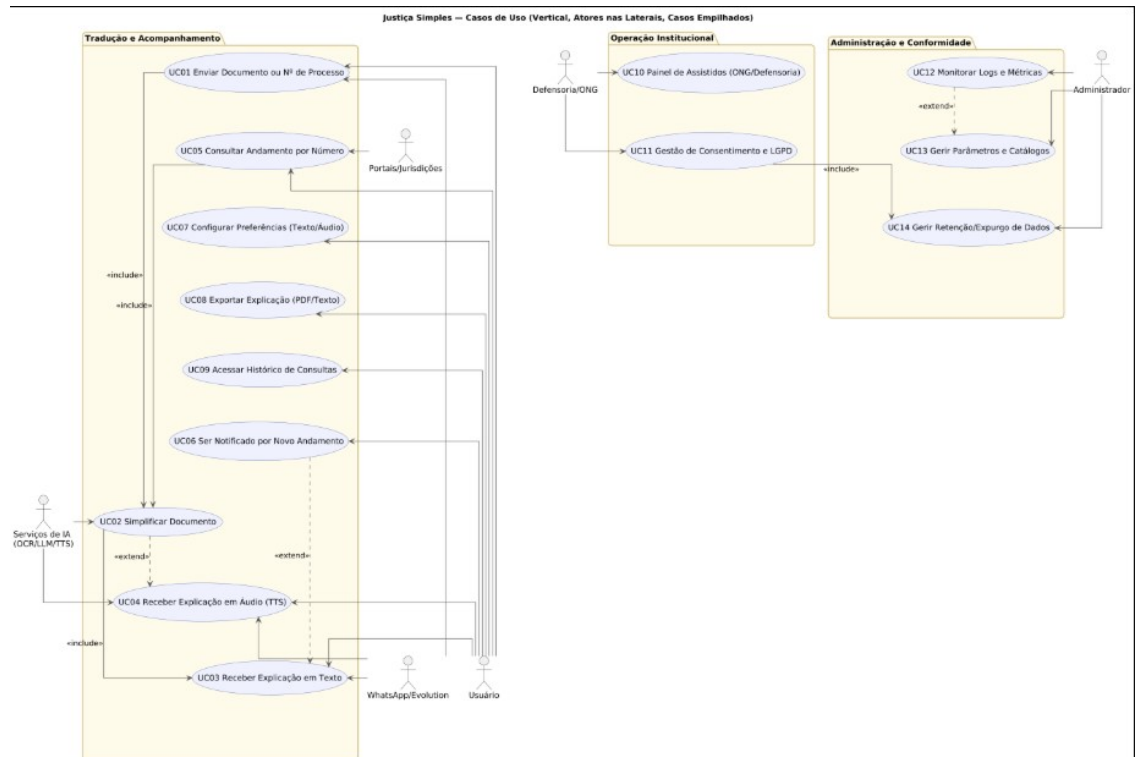 Justiça Simples — Casos de Uso (Vertical, Atores nas Laterais, Casos Empilhados)
Tradução e Acompanhamento
UC01 Enviar Documento ou Nº de Processo
UC05 Consultar Andamento por Número
Portais/Jurisdições
UC07 Configurar Preferências (Texto/Áudio)
«include»
«include»
UC08 Exportar Explicação (PDF/Texto)
UC09 Acessar Histórico de Consultas
UC06 Ser Notificado por Novo Andamento
Serviços de IA
(OCR/LLM/TTS)
UC02 Simplificar Documento
«extend»
«extend»
UC04 Receber Explicação em Áudio (TTS)
«include»
UC03 Receber Explicação em Texto
WhatsApp/Evolution
Usuário
Operação Institucional
Defensoria/ONG
UC10 Painel de Assistidos (ONG/Defensoria)
UC11 Gestão de Consentimento e LGPD
«include»
Administração e Conformidade
UC12 Monitorar Logs e Métricas
Administrador
«extend»
UC13 Gerir Parâmetros e Catálogos
UC14 Gerir Retenção/Expurgo de Dados